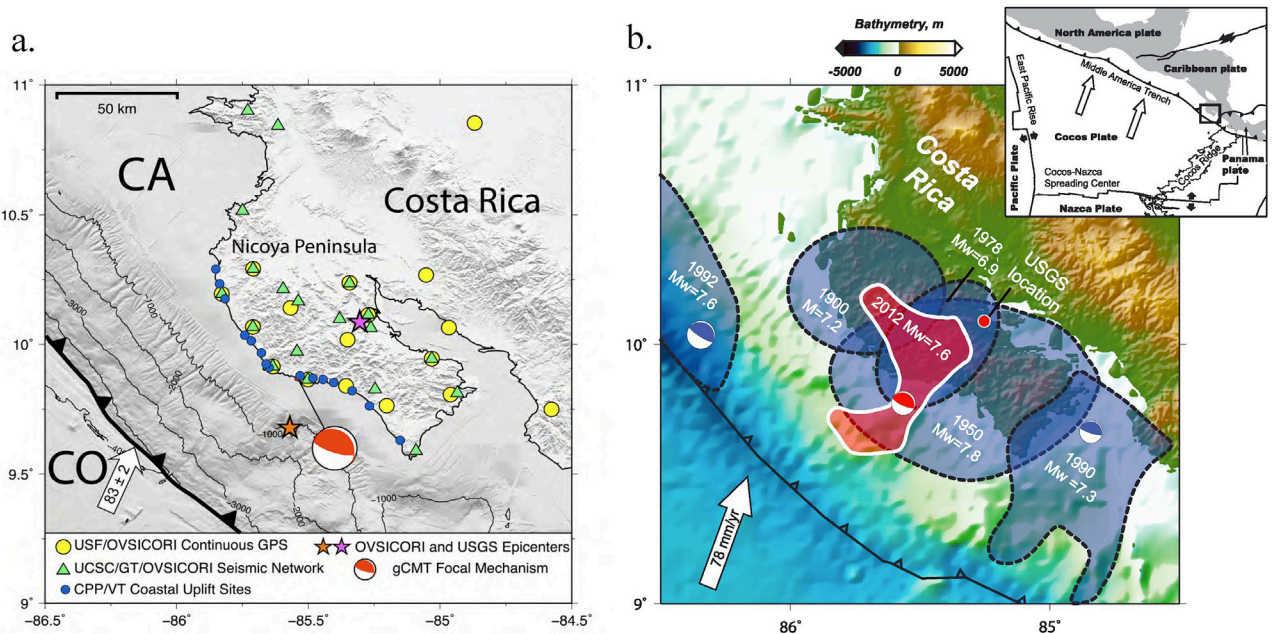 a.
11°
10.5°
10°
9.5°
9°
−86.5°
−86°
−85.5°
−85°
−84.5°
50 km
CA
Costa Rica
Nicoya Peninsula
CO
83 ± 2
-3000
-2000
-1000
-1000
-3000
-2000
−1000
USF/OVSICORI Continuous GPS
OVSICORI and USGS Epicenters
UCSC/GT/OVSICORI Seismic Network
gCMT Focal Mechanism
CPP/VT Coastal Uplift Sites
b.
Bathymetry, m
-5000
0
5000
11°
10°
9°
86°
85°
Costa
Rica
1992
Mw=7.6
1900
M=7.2
2012 Mw=7.6
1978
Mw=6.9
USGS
location
1950
Mw=7.8
1990
Mw =7.3
78 mm/yr
North America plate
Caribbean plate
Middle America Trench
East Pacific Rise
Cocos Plate
Cocos Ridge
Panama
plate
Cocos-Nazca
Spreading Center
Pacific Plate
Nazca Plate